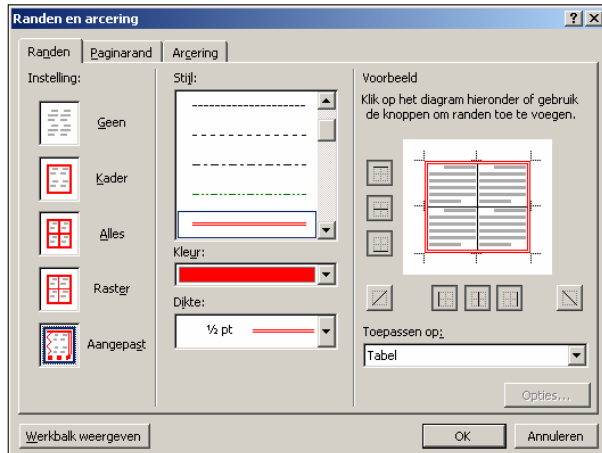 Randen en arcering
Randen
Paginarand
Arcering
Instelling:
Geen
Kader
Alles
Raster
Aangepast
Stijl:
Kleur:
Dikte:
½ pt
Voorbeeld
Klik op het diagram hieronder of gebruik
de knoppen om randen toe te voegen.
Toepassen op:
Tabel
Opties...
Werkbalk weergeven
OK
Annuleren